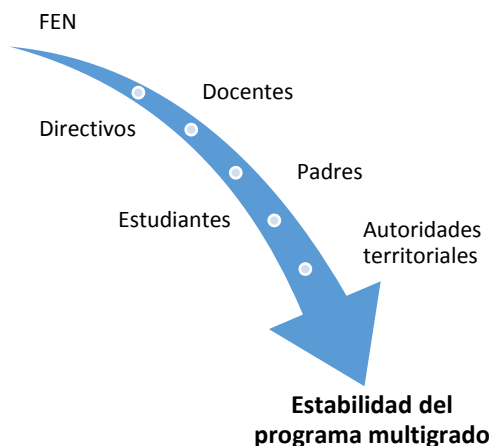 FEN
Docentes
Directivos
Padres
Estudiantes
Autoridades
territoriales
Estabilidad del
programa multigrado